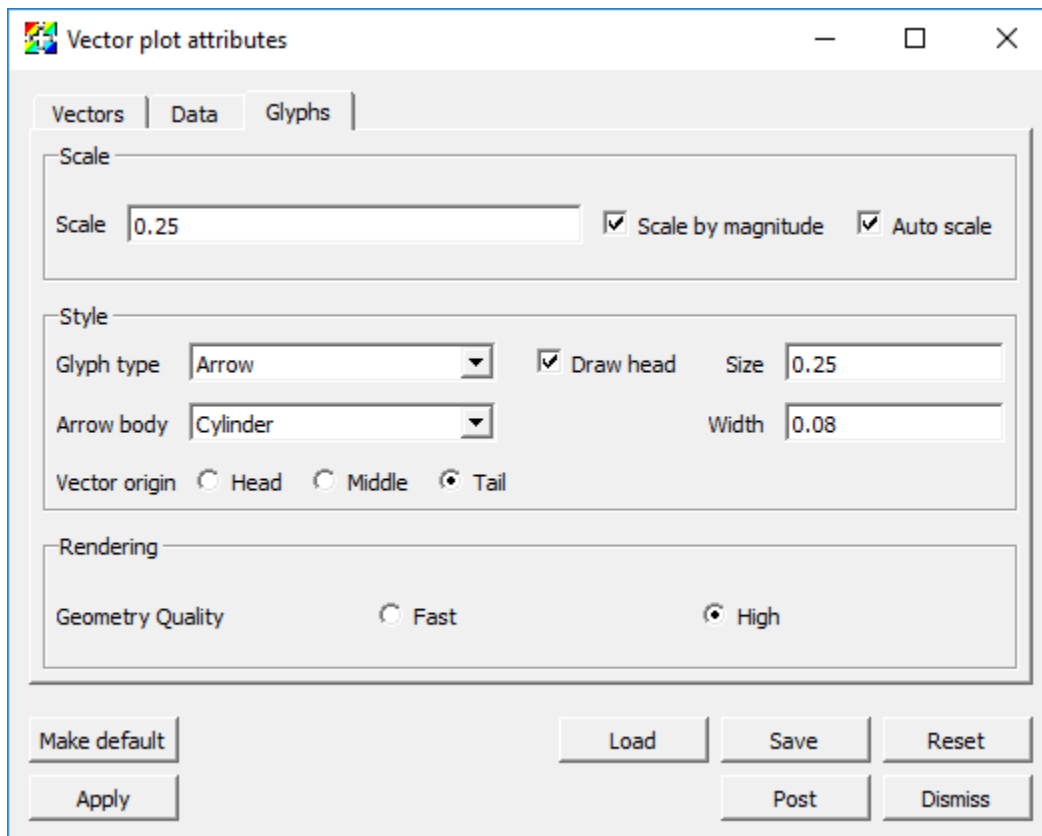 Vector plot attributes
Vectors Data Glyphs
Scale
Scale 0.25 Scale by magnitude Auto scale
Style
Glyph type Arrow Draw head Size 0.25
Arrow body Cylinder Width 0.08
Vector origin Head Middle Tail
Rendering
Geometry Quality Fast High
Make default Load Save Reset
Apply Post Dismiss